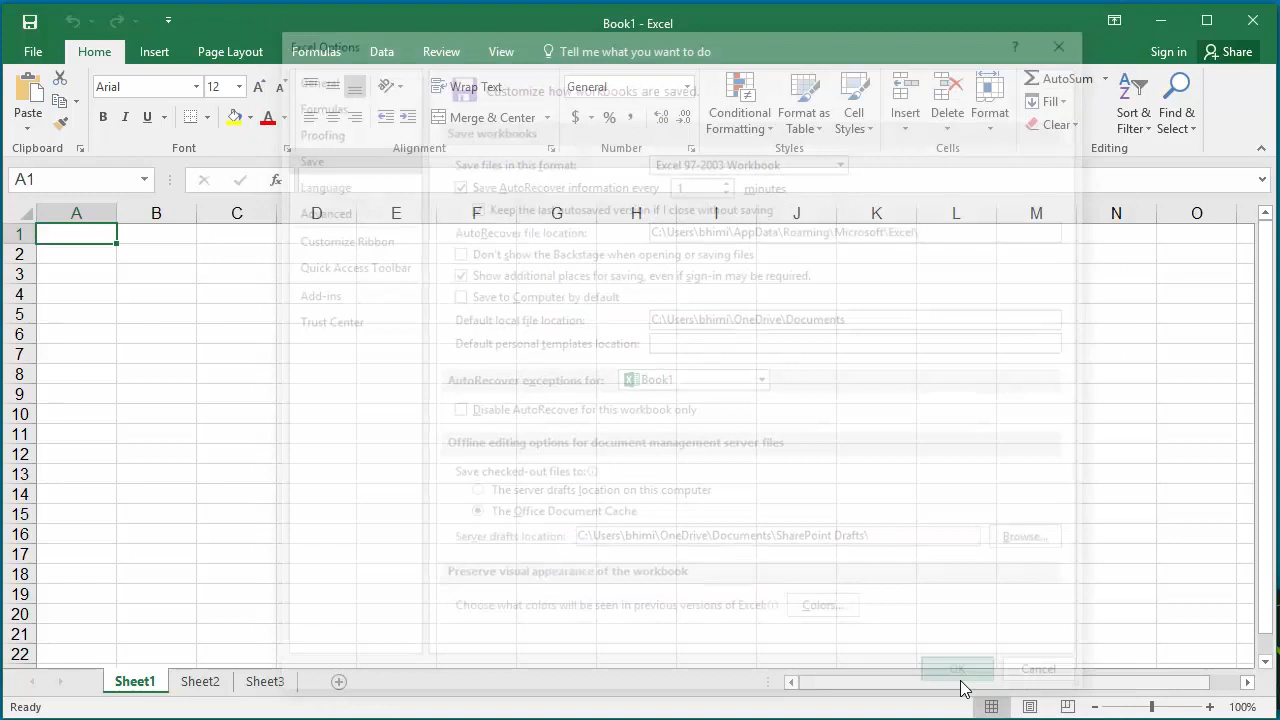 Book1 - Excel
File Home Insert Page Layout Formulas Data Review View Tell me what you want to do Sign in Share
Paste
Clipboard
Arial 12
B I U A
Font
Wrap Text
Merge & Center
Alignment
General
$ % ,
Number
Conditional Formatting
Format as Table
Cell Styles
Styles
Insert
Delete
Format
Cells
AutoSum
Fill
Clear
Sort & Filter
Find & Select
Editing
A1
fx
A B C D E F G H I J K L M N O
1
2
3
4
5
6
7
8
9
10
11
12
13
14
15
16
17
18
19
20
21
22
Excel Options
Formulas
Proofing
Save
Language
Advanced
Customize Ribbon
Quick Access Toolbar
Add-ins
Trust Center
Customize how workbooks are saved.
Save workbooks
Save files in this format: Excel 97-2003 Workbook
Save AutoRecover information every 1 minutes
Keep the last autosaved version if I close without saving
AutoRecover file location: C:\Users\bhimi\AppData\Roaming\Microsoft\Excel\
Don't show the Backstage when opening or saving files
Show additional places for saving, even if sign-in may be required.
Save to Computer by default
Default local file location: C:\Users\bhimi\OneDrive\Documents
Default personal templates location:
AutoRecover exceptions for: Book1
Disable AutoRecover for this workbook only
Offline editing options for document management server files
Save checked-out files to:
The server drafts location on this computer
The Office Document Cache
Server drafts location: C:\Users\bhimi\OneDrive\Documents\SharePoint Drafts\
Browse...
Preserve visual appearance of the workbook
Choose what colors will be seen in previous versions of Excel:
Colors...
OK Cancel
Sheet1 Sheet2 Sheet3
Ready
100%